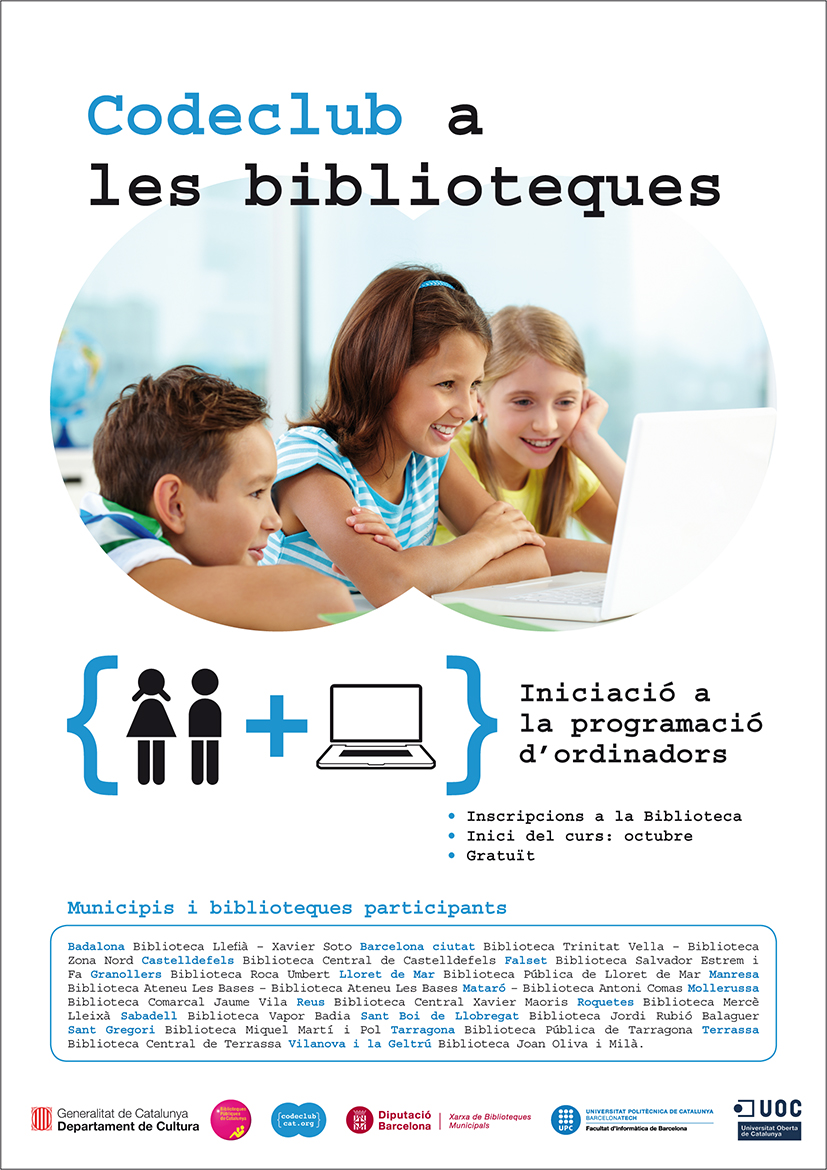 Codeclub a
les biblioteques
Iniciació a
la programació
d’ordinadors
• Inscripcions a la Biblioteca
• Inici del curs: octubre
• Gratuït
Municipis i biblioteques participants
Badalona Biblioteca Llefià – Xavier Soto Barcelona ciutat Biblioteca Trinitat Vella – Biblioteca
Zona Nord Castelldefels Biblioteca Central de Castelldefels Falset Biblioteca Salvador Estrem i
Fa Granollers Biblioteca Roca Umbert Lloret de Mar Biblioteca Pública de Lloret de Mar Manresa
Biblioteca Ateneu Les Bases – Biblioteca Ateneu Les Bases Mataró – Biblioteca Antoni Comas Mollerussa
Biblioteca Comarcal Jaume Vila Reus Biblioteca Central Xavier Maoris Roquetes Biblioteca Mercè
Lleixà Sabadell Biblioteca Vapor Badia Sant Boi de Llobregat Biblioteca Jordi Rubió Balaguer
Sant Gregori Biblioteca Miquel Martí i Pol Tarragona Biblioteca Pública de Tarragona Terrassa
Biblioteca Central de Terrassa Vilanova i la Geltrú Biblioteca Joan Oliva i Milà.
Generalitat de Catalunya
Departament de Cultura
Biblioteques
Públiques
de Catalunya
{codeclub}
cat.org
Diputació
Barcelona
Xarxa de Biblioteques
Municipals
UPC
UNIVERSITAT POLITÈCNICA DE CATALUNYA
BARCELONATECH
Facultat d'Informàtica de Barcelona
UOC
Universitat Oberta
de Catalunya